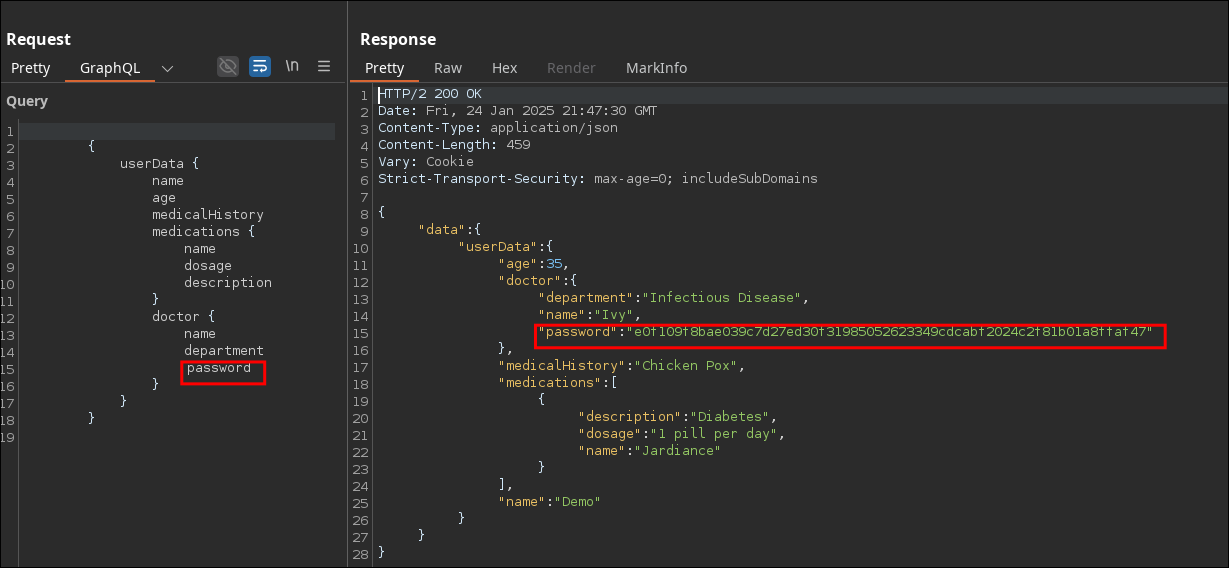 Request
Pretty GraphQL \n
Query
1
2 {
3 userData {
4 name
5 age
6 medicalHistory
7 medications {
8 name
9 dosage
10 description
11 }
12 doctor {
13 name
14 department
15 password
16 }
17 }
18 }
19
Response
Pretty Raw Hex Render MarkInfo
1 HTTP/2 200 OK
2 Date: Fri, 24 Jan 2025 21:47:30 GMT
3 Content-Type: application/json
4 Content-Length: 459
5 Vary: Cookie
6 Strict-Transport-Security: max-age=0; includeSubDomains
7
8 {
9 "data":{
10 "userData":{
11 "age":35,
12 "doctor":{
13 "department":"Infectious Disease",
14 "name":"Ivy",
15 "password":"e0f109f8bae039c7d27ed30f31985052623349cdcabf2024c2f81b01a8ffaf47"
16 },
17 "medicalHistory":"Chicken Pox",
18 "medications":[
19 {
20 "description":"Diabetes",
21 "dosage":"1 pill per day",
22 "name":"Jardiance"
23 }
24 ],
25 "name":"Demo"
26 }
27 }
28 }